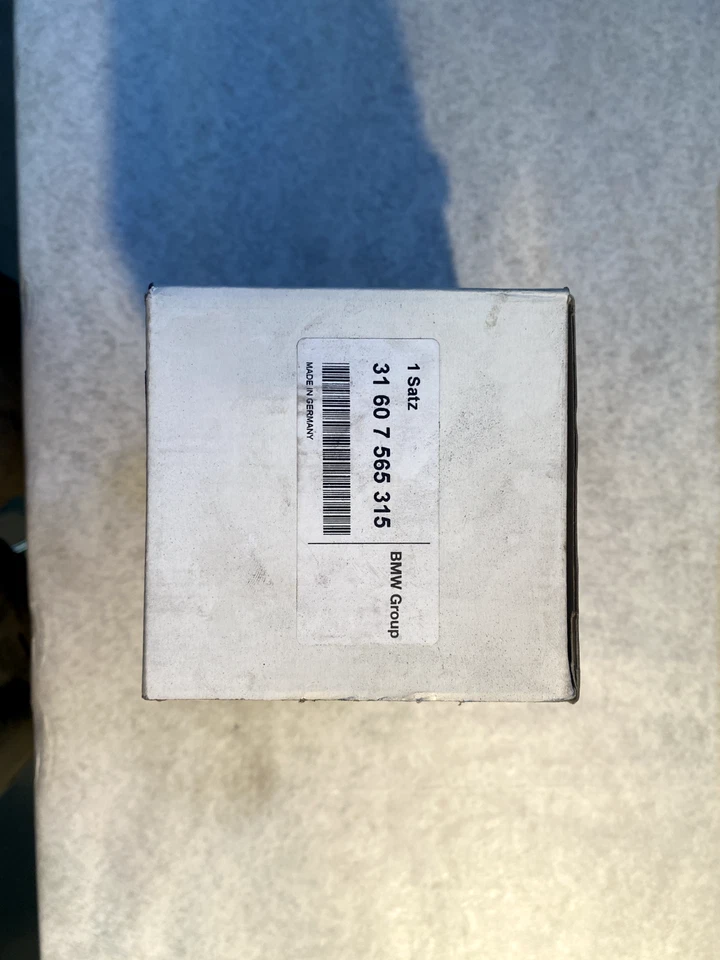 1 Satz
31 60 7 565 315
MADE IN GERMANY
BMW Group